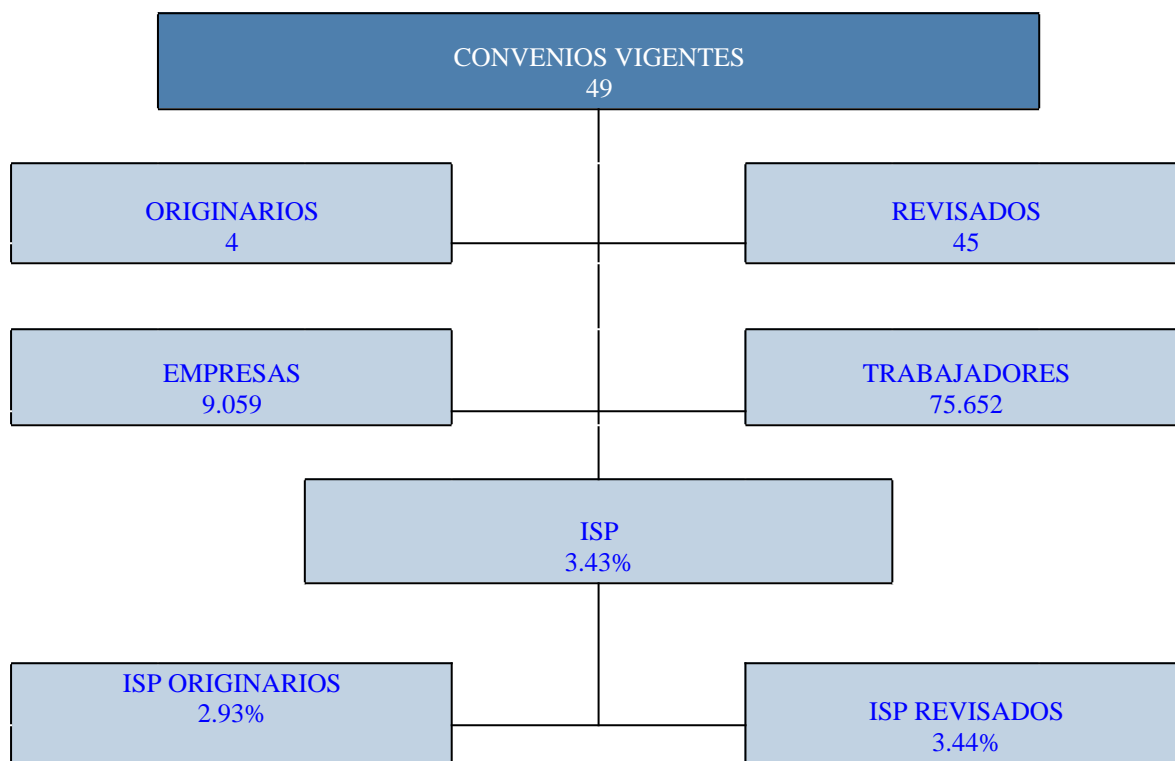 CONVENIOS VIGENTES
49
ORIGINARIOS
4
REVISADOS
45
EMPRESAS
9.059
TRABAJADORES
75.652
ISP
3.43%
ISP ORIGINARIOS
2.93%
ISP REVISADOS
3.44%